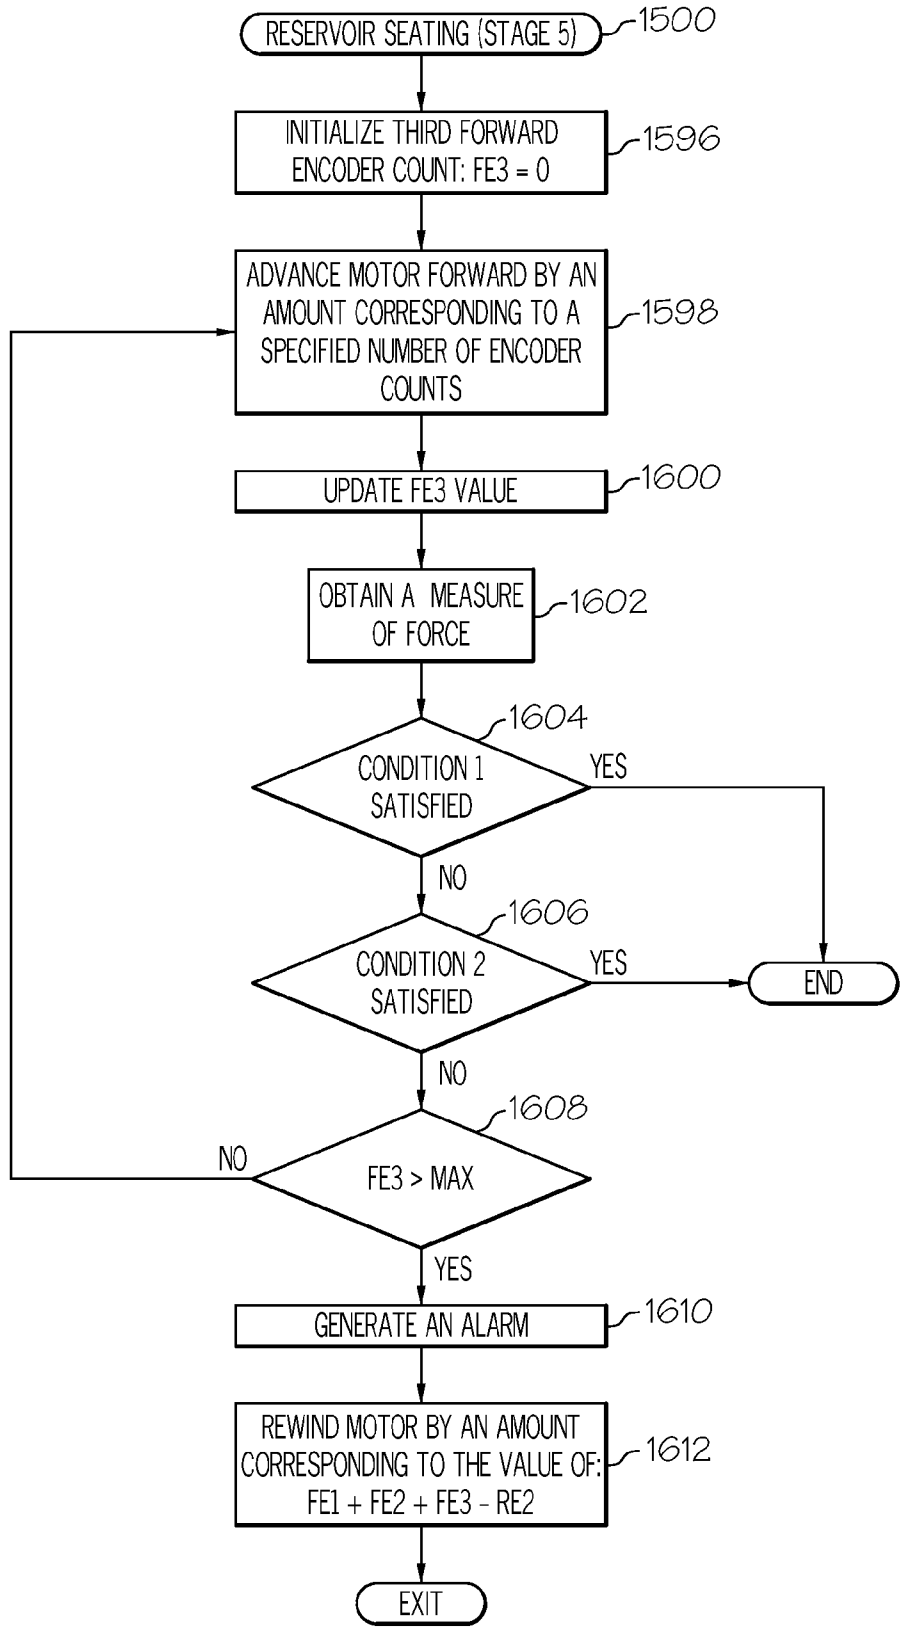 RESERVOIR SEATING (STAGE 5)
1500
INITIALIZE THIRD FORWARD
ENCODER COUNT: FE3 = 0
1596
ADVANCE MOTOR FORWARD BY AN
AMOUNT CORRESPONDING TO A
SPECIFIED NUMBER OF ENCODER
COUNTS
1598
UPDATE FE3 VALUE
1600
OBTAIN A MEASURE
OF FORCE
1602
1604
CONDITION 1
SATISFIED
YES
NO
1606
CONDITION 2
SATISFIED
YES
END
NO
1608
FE3 > MAX
NO
YES
GENERATE AN ALARM
1610
REWIND MOTOR BY AN AMOUNT
CORRESPONDING TO THE VALUE OF:
FE1 + FE2 + FE3 - RE2
1612
EXIT